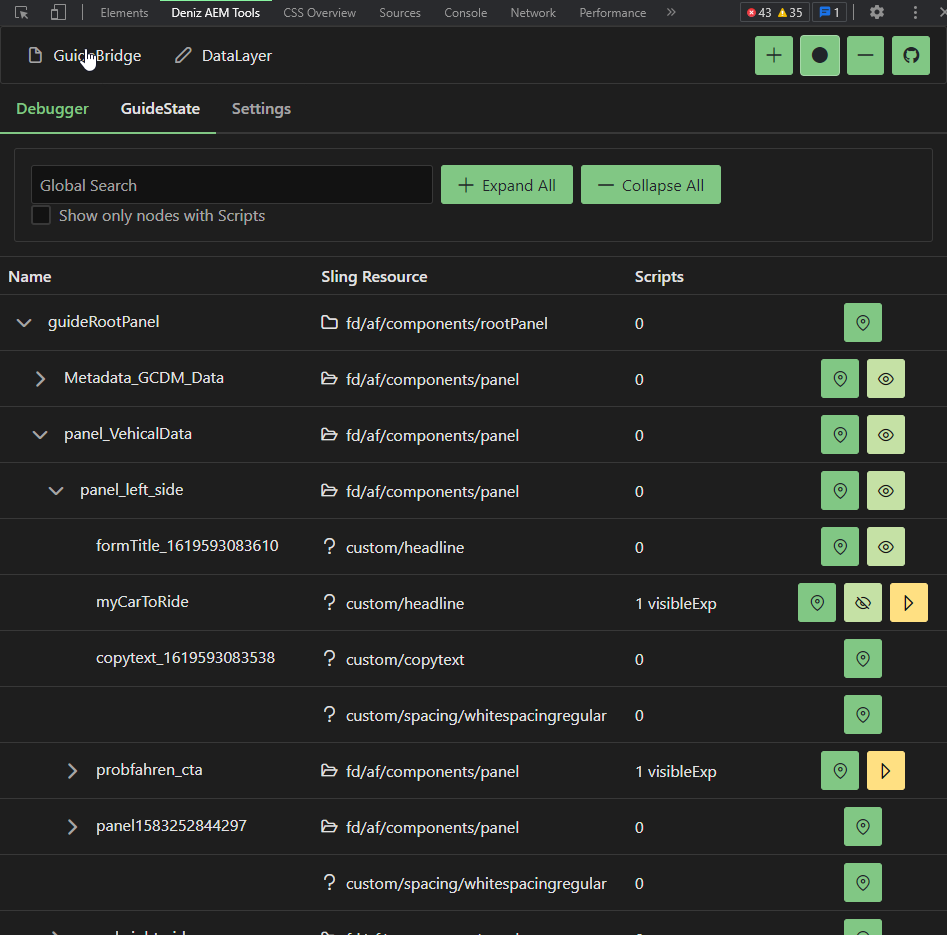 Elements Deniz AEM Tools CSS Overview Sources Console Network Performance » 43 35 1
GuideBridge DataLayer
Debugger GuideState Settings
Global Search Expand All Collapse All
Show only nodes with Scripts
Name Sling Resource Scripts
guideRootPanel fd/af/components/rootPanel 0
Metadata_GCDM_Data fd/af/components/panel 0
panel_VehicalData fd/af/components/panel 0
panel_left_side fd/af/components/panel 0
formTitle_1619593083610 ? custom/headline 0
myCarToRide ? custom/headline 1 visibleExp
copytext_1619593083538 ? custom/copytext 0
? custom/spacing/whitespacingregular 0
probfahren_cta fd/af/components/panel 1 visibleExp
panel1583252844297 fd/af/components/panel 0
? custom/spacing/whitespacingregular 0